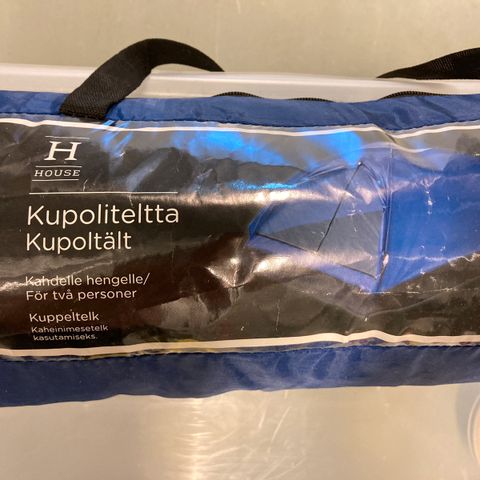 H
HOUSE
Kupoliteltta
Kupoltält
Kahdelle hengelle/
För två personer
Kuppeltelk
Kaheinimesetelk
kasutamiseks.